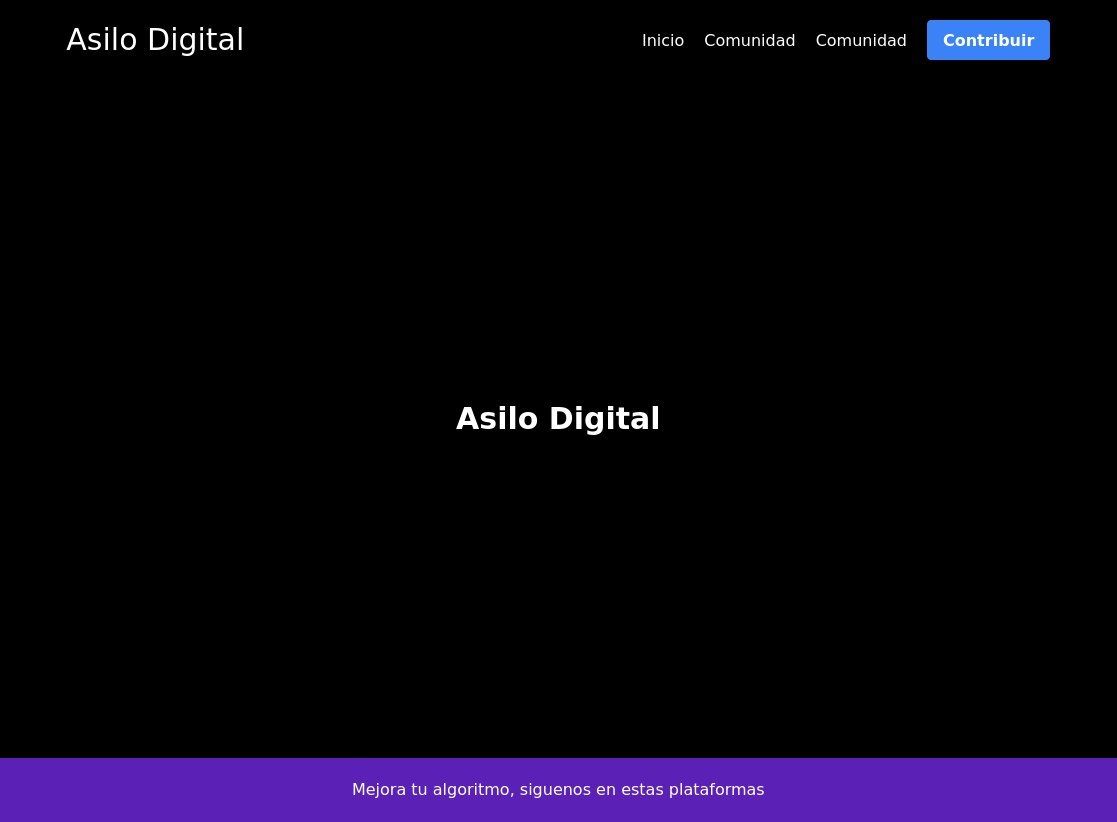 Asilo Digital
Inicio Comunidad Comunidad Contribuir
Asilo Digital
Mejora tu algoritmo, siguenos en estas plataformas